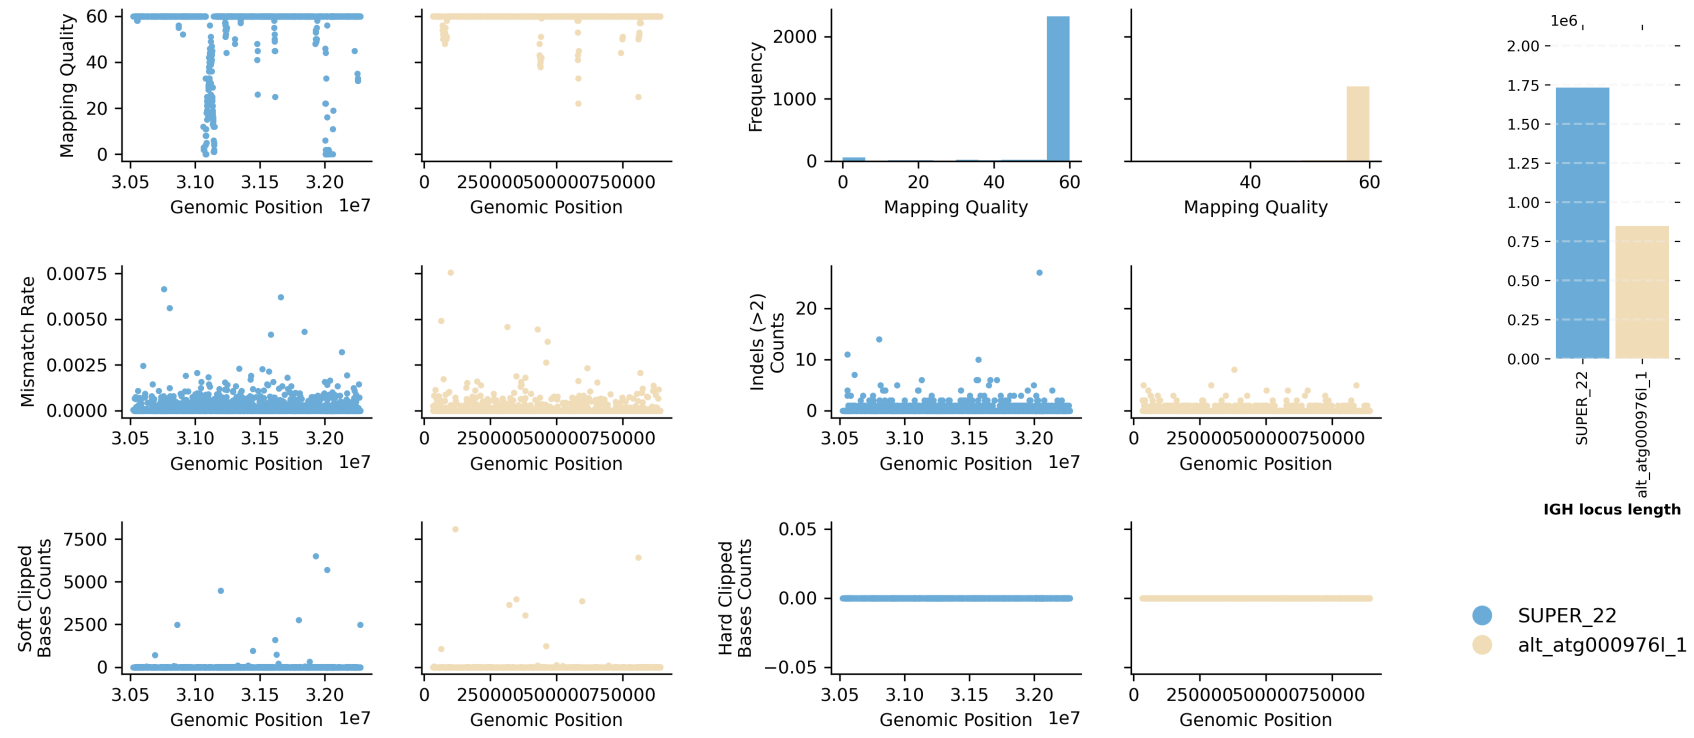 60
40
20
0
Mapping Quality
3.05 3.10 3.15 3.20
Genomic Position 1e7
0 250000500000750000
Genomic Position
2000
1000
0
Frequency
0 20 40 60
Mapping Quality
40 60
Mapping Quality
1e6
2.00
1.75
1.50
1.25
1.00
0.75
0.50
0.25
0.00
SUPER_22
alt_atg000976l_1
IGH locus length
0.0075
0.0050
0.0025
0.0000
Mismatch Rate
3.05 3.10 3.15 3.20
Genomic Position 1e7
0 250000500000750000
Genomic Position
20
10
0
Indels (>2)
Counts
3.05 3.10 3.15 3.20
Genomic Position 1e7
0 250000500000750000
Genomic Position
7500
5000
2500
0
Soft Clipped
Bases Counts
3.05 3.10 3.15 3.20
Genomic Position 1e7
0 250000500000750000
Genomic Position
0.05
0.00
−0.05
Hard Clipped
Bases Counts
3.05 3.10 3.15 3.20
Genomic Position 1e7
0 250000500000750000
Genomic Position
SUPER_22
alt_atg000976l_1